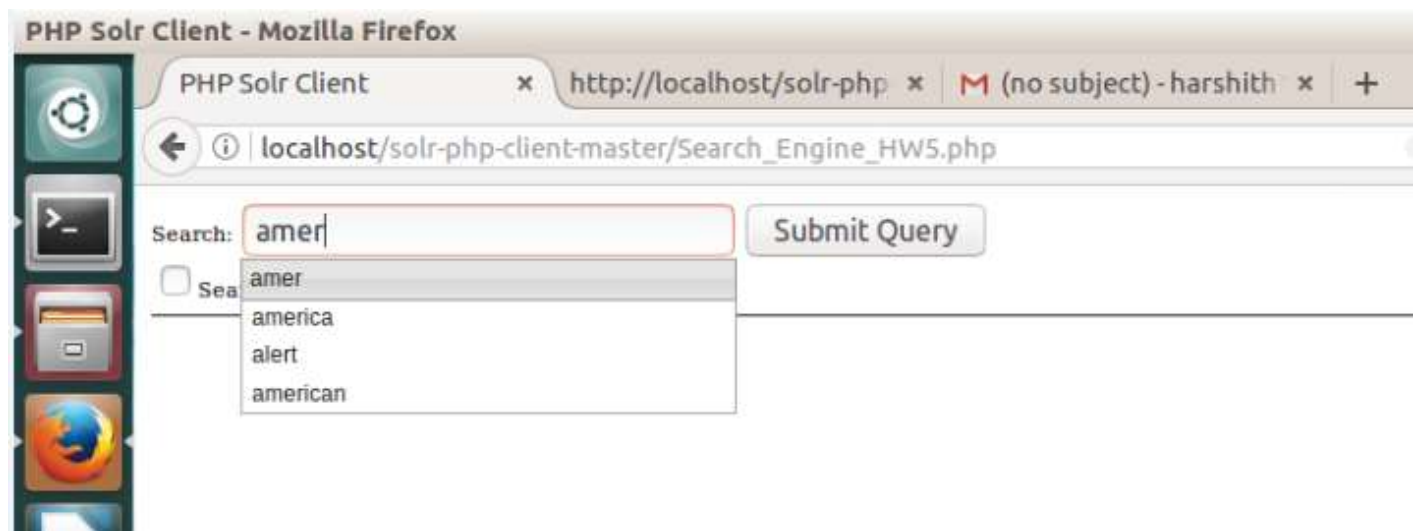 PHP Solr Client - Mozilla Firefox
PHP Solr Client × http://localhost/solr-php × (no subject) - harshith × +
localhost/solr-php-client-master/Search_Engine_HW5.php
Search: amer Submit Query
Sea
amer
america
alert
american